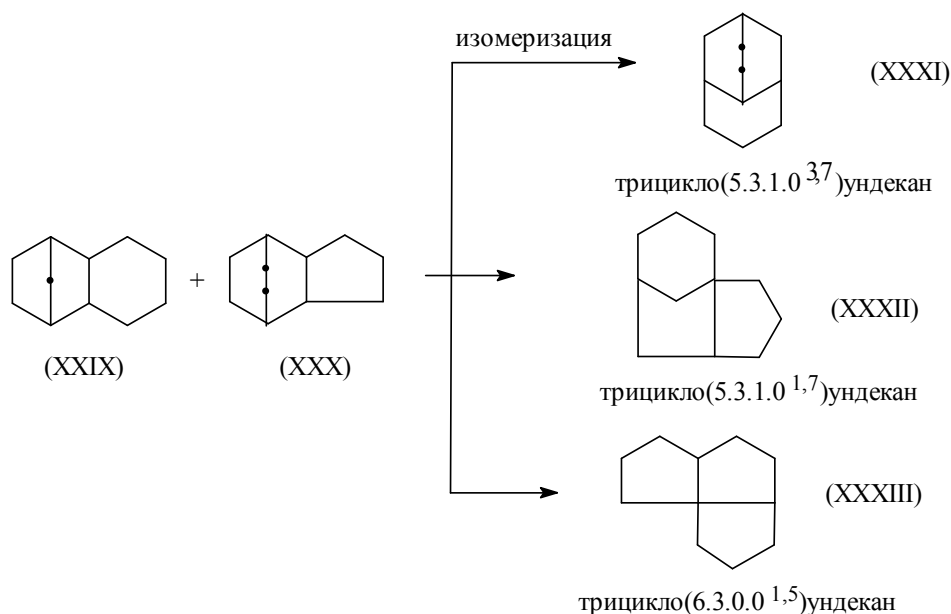 изомеризация
(XXXI)
трицикло(5.3.1.0 3,7)ундекан
+
(XXIX)
(XXX)
(XXXII)
трицикло(5.3.1.0 1,7)ундекан
(XXXIII)
трицикло(6.3.0.0 1,5)ундекан